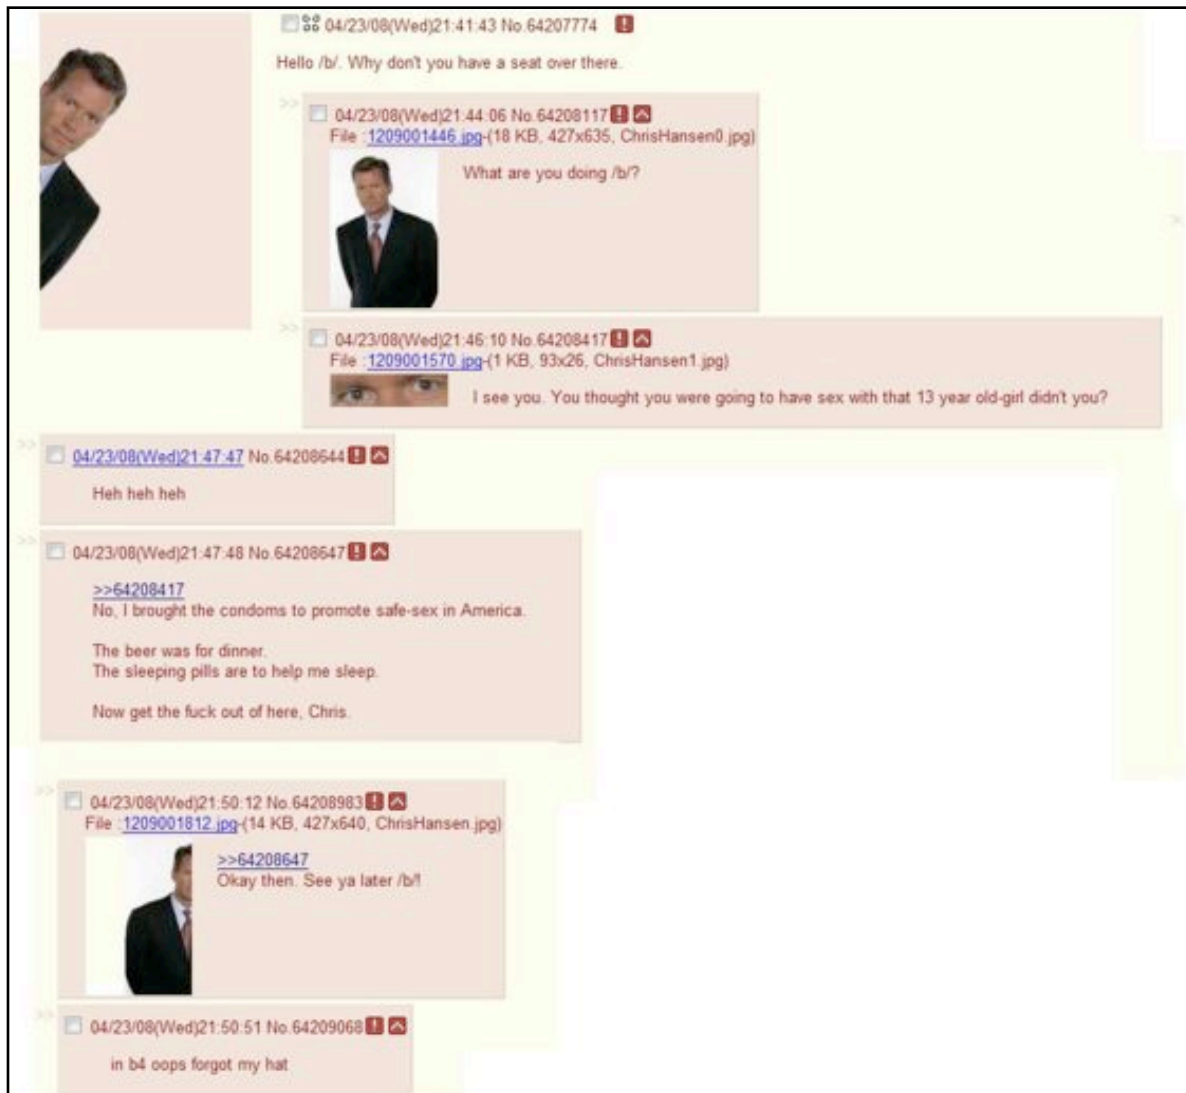 04/23/08(Wed)21:41:43 No.64207774
Hello /b/. Why don't you have a seat over there.
>> 04/23/08(Wed)21:44:06 No.64208117
File :1209001446.jpg-(18 KB, 427x635, ChrisHansen0.jpg)
What are you doing /b/?
>> 04/23/08(Wed)21:46:10 No.64208417
File :1209001570.jpg-(1 KB, 93x26, ChrisHansen1.jpg)
I see you. You thought you were going to have sex with that 13 year old-girl didn't you?
>> 04/23/08(Wed)21:47:47 No.64208644
Heh heh heh
>> 04/23/08(Wed)21:47:48 No.64208647
>>64208417
No, I brought the condoms to promote safe-sex in America.
The beer was for dinner.
The sleeping pills are to help me sleep.
Now get the fuck out of here, Chris.
>> 04/23/08(Wed)21:50:12 No.64208983
File :1209001812.jpg-(14 KB, 427x640, ChrisHansen.jpg)
>>64208647
Okay then. See ya later /b/!
>> 04/23/08(Wed)21:50:51 No.64209068
in b4 oops forgot my hat